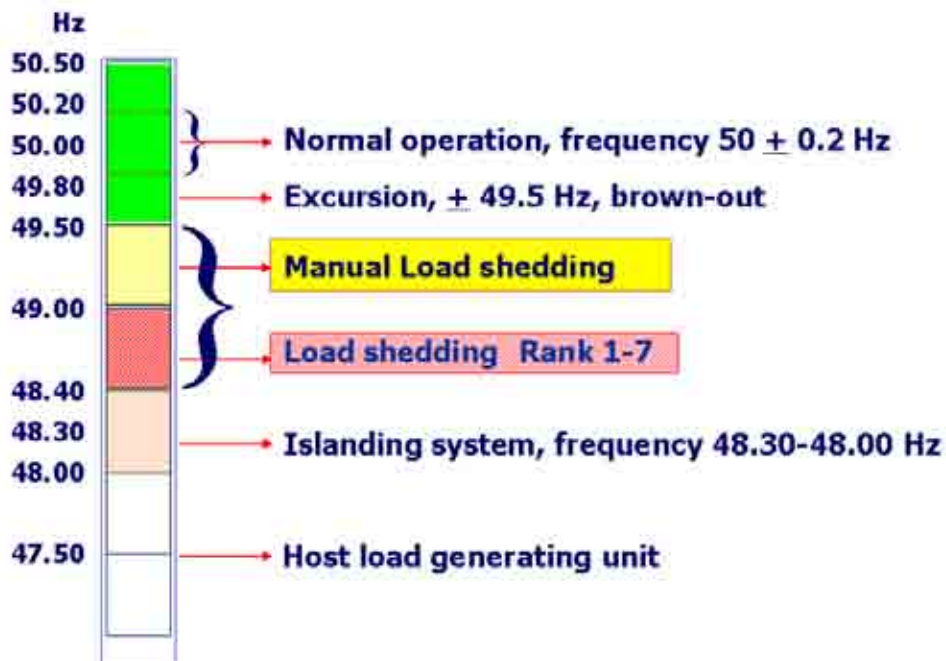 Hz
50.50
50.20
50.00
49.80
49.50
49.00
48.40
48.30
48.00
47.50
Normal operation, frequency 50 ± 0.2 Hz
Excursion, ± 49.5 Hz, brown-out
Manual Load shedding
Load shedding Rank 1-7
Islanding system, frequency 48.30-48.00 Hz
Host load generating unit